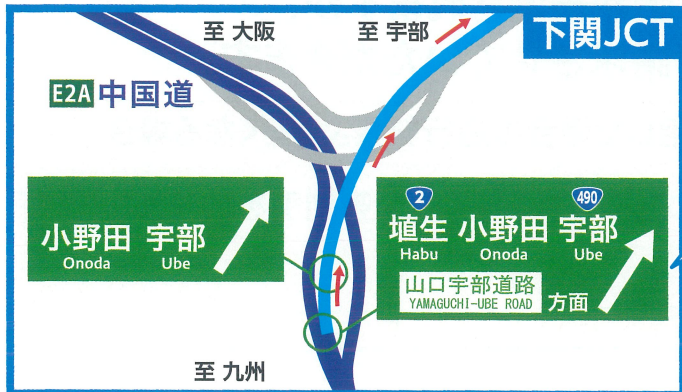 至 大阪
至 宇部
下関JCT
E2A 中国道
小野田 宇部
Onoda Ube
2 490
埴生 小野田 宇部
Habu Onoda Ube
山口宇部道路
YAMAGUCHI-UBE ROAD
方面
至 九州